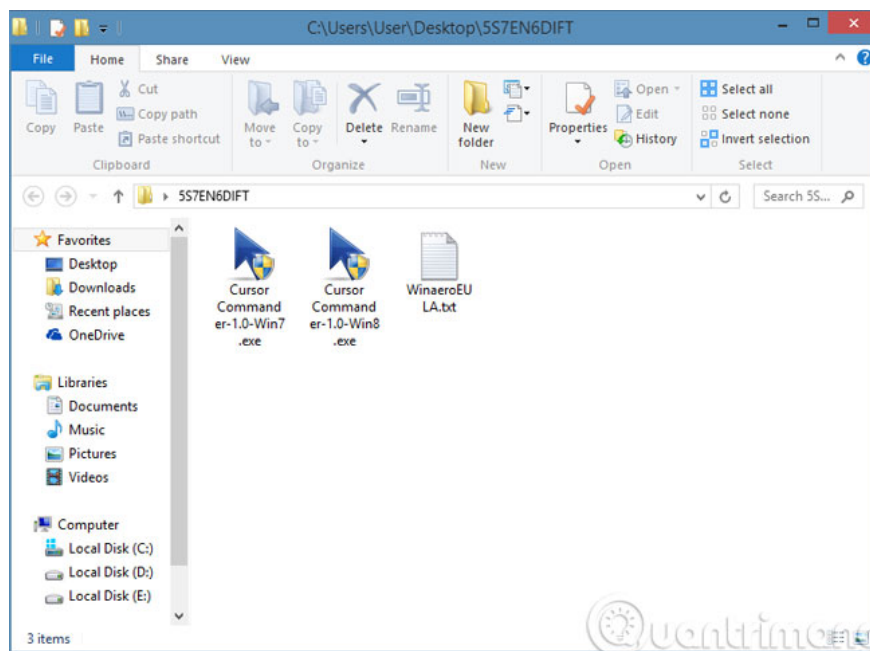 C:\Users\User\Desktop\5S7EN6DIFT
File Home Share View
Copy
Paste
Cut
Copy path
Paste shortcut
Clipboard
Move to
Copy to
Delete
Rename
Organize
New folder
New
Properties
Open
Edit
History
Open
Select all
Select none
Invert selection
Select
5S7EN6DIFT
Search 5S...
Favorites
Desktop
Downloads
Recent places
OneDrive
Libraries
Documents
Music
Pictures
Videos
Computer
Local Disk (C:)
Local Disk (D:)
Local Disk (E:)
Cursor
Command
er-1.0-Win7
.exe
Cursor
Command
er-1.0-Win8
.exe
WinaeroEU
LA.txt
3 items
Quantrimang